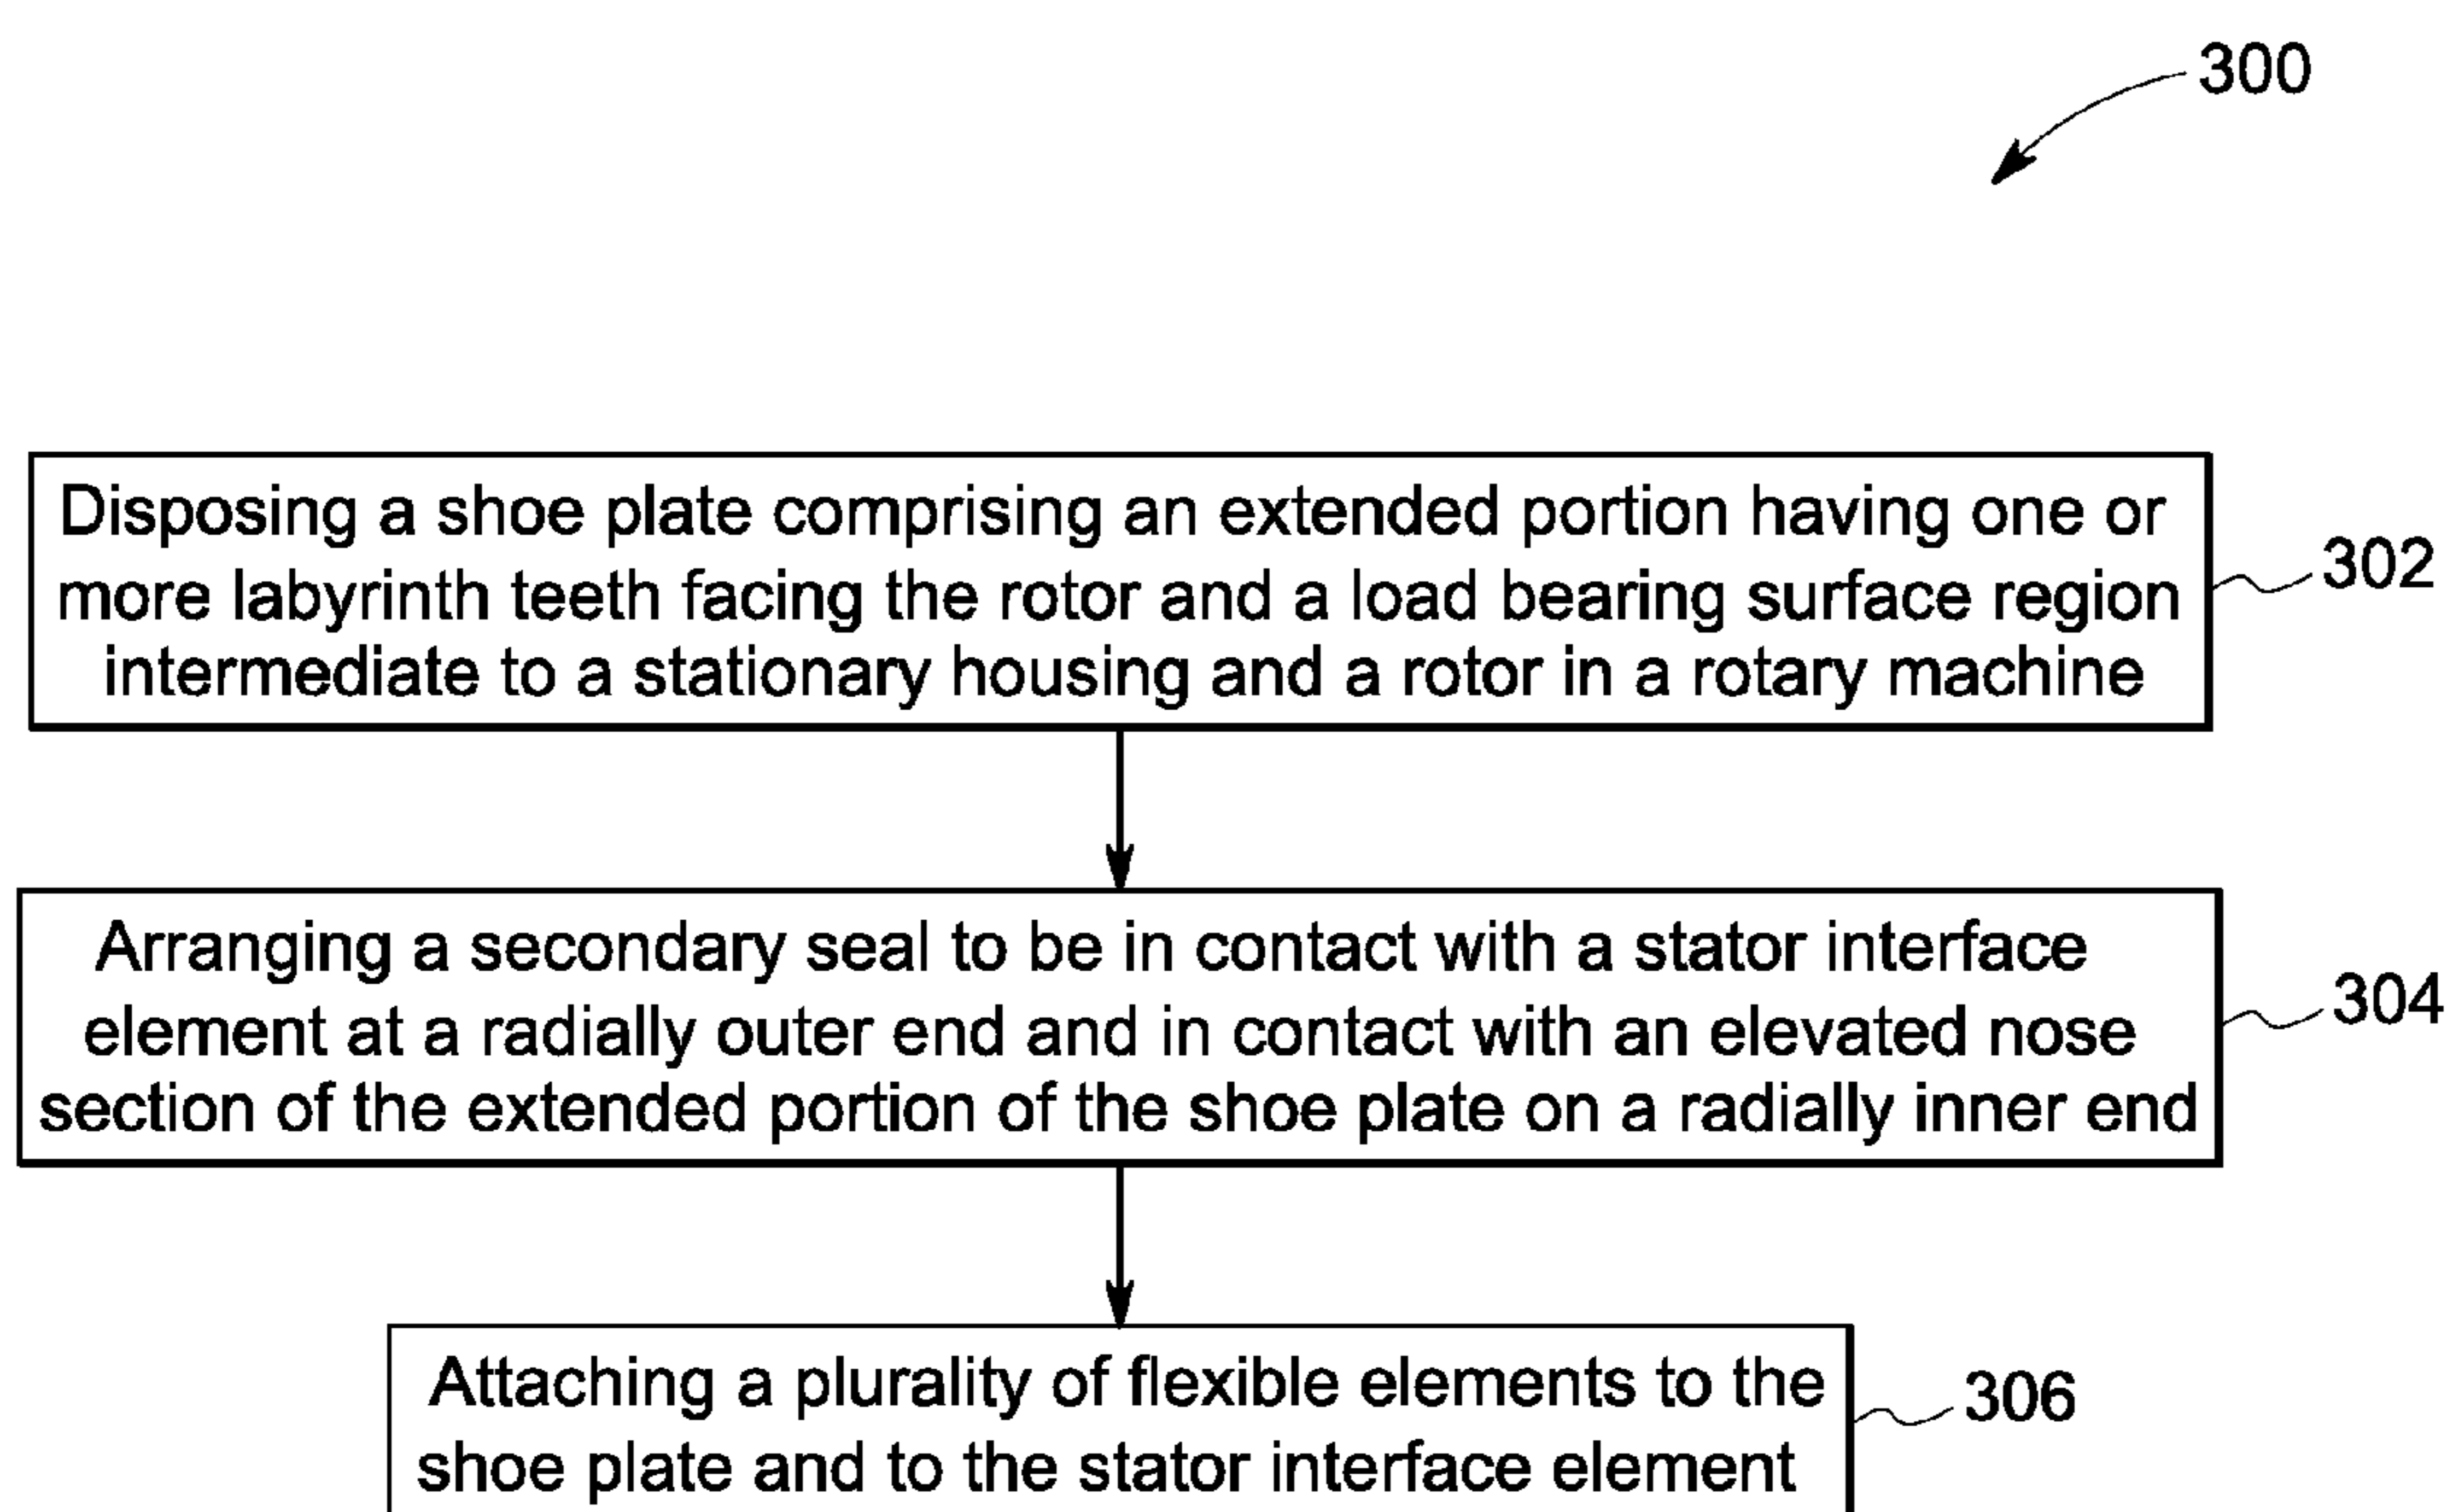 300
Disposing a shoe plate comprising an extended portion having one or
more labyrinth teeth facing the rotor and a load bearing surface region
intermediate to a stationary housing and a rotor in a rotary machine
302
Arranging a secondary seal to be in contact with a stator interface
element at a radially outer end and in contact with an elevated nose
section of the extended portion of the shoe plate on a radially inner end
304
Attaching a plurality of flexible elements to the
shoe plate and to the stator interface element
306